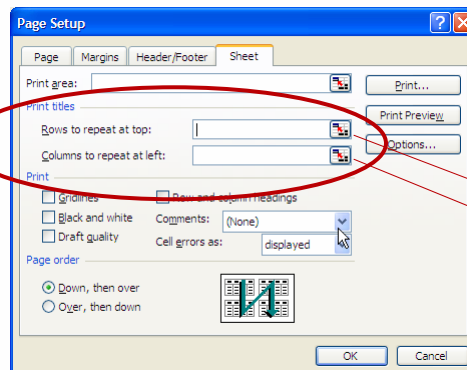 Page Setup
Page Margins Header/Footer Sheet
Print area:
Print...
Print titles
Print Preview
Rows to repeat at top:
Options...
Columns to repeat at left:
Print
Gridlines Row and column headings
Black and white Comments: (None)
Draft quality Cell errors as: displayed
Page order
Down, then over
Over, then down
OK Cancel